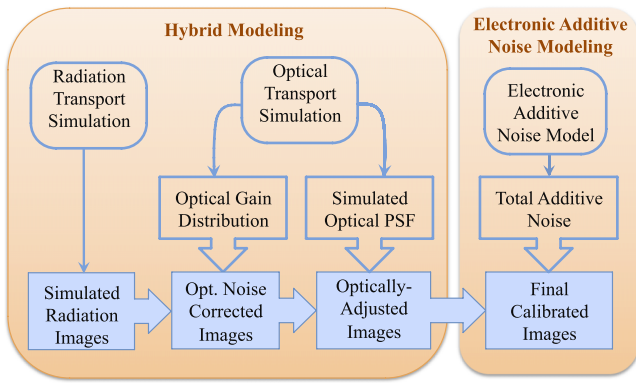 Hybrid Modeling
Electronic Additive
Noise Modeling
Radiation
Transport
Simulation
Optical
Transport
Simulation
Electronic
Additive
Noise Model
Optical Gain
Distribution
Simulated
Optical PSF
Total Additive
Noise
Simulated
Radiation
Images
Opt. Noise
Corrected
Images
Optically-
Adjusted
Images
Final
Calibrated
Images